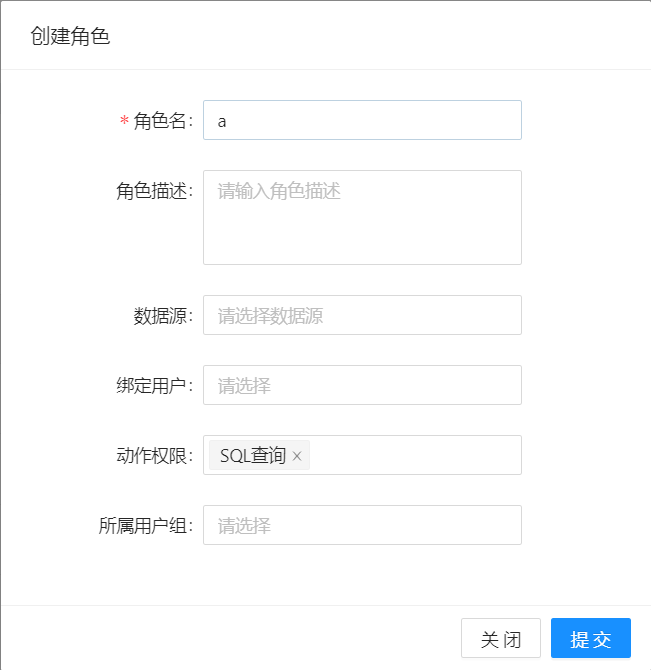 创建角色
* 角色名: a
角色描述: 请输入角色描述
数据源: 请选择数据源
绑定用户: 请选择
动作权限: SQL查询 ×
所属用户组: 请选择
关 闭 提 交